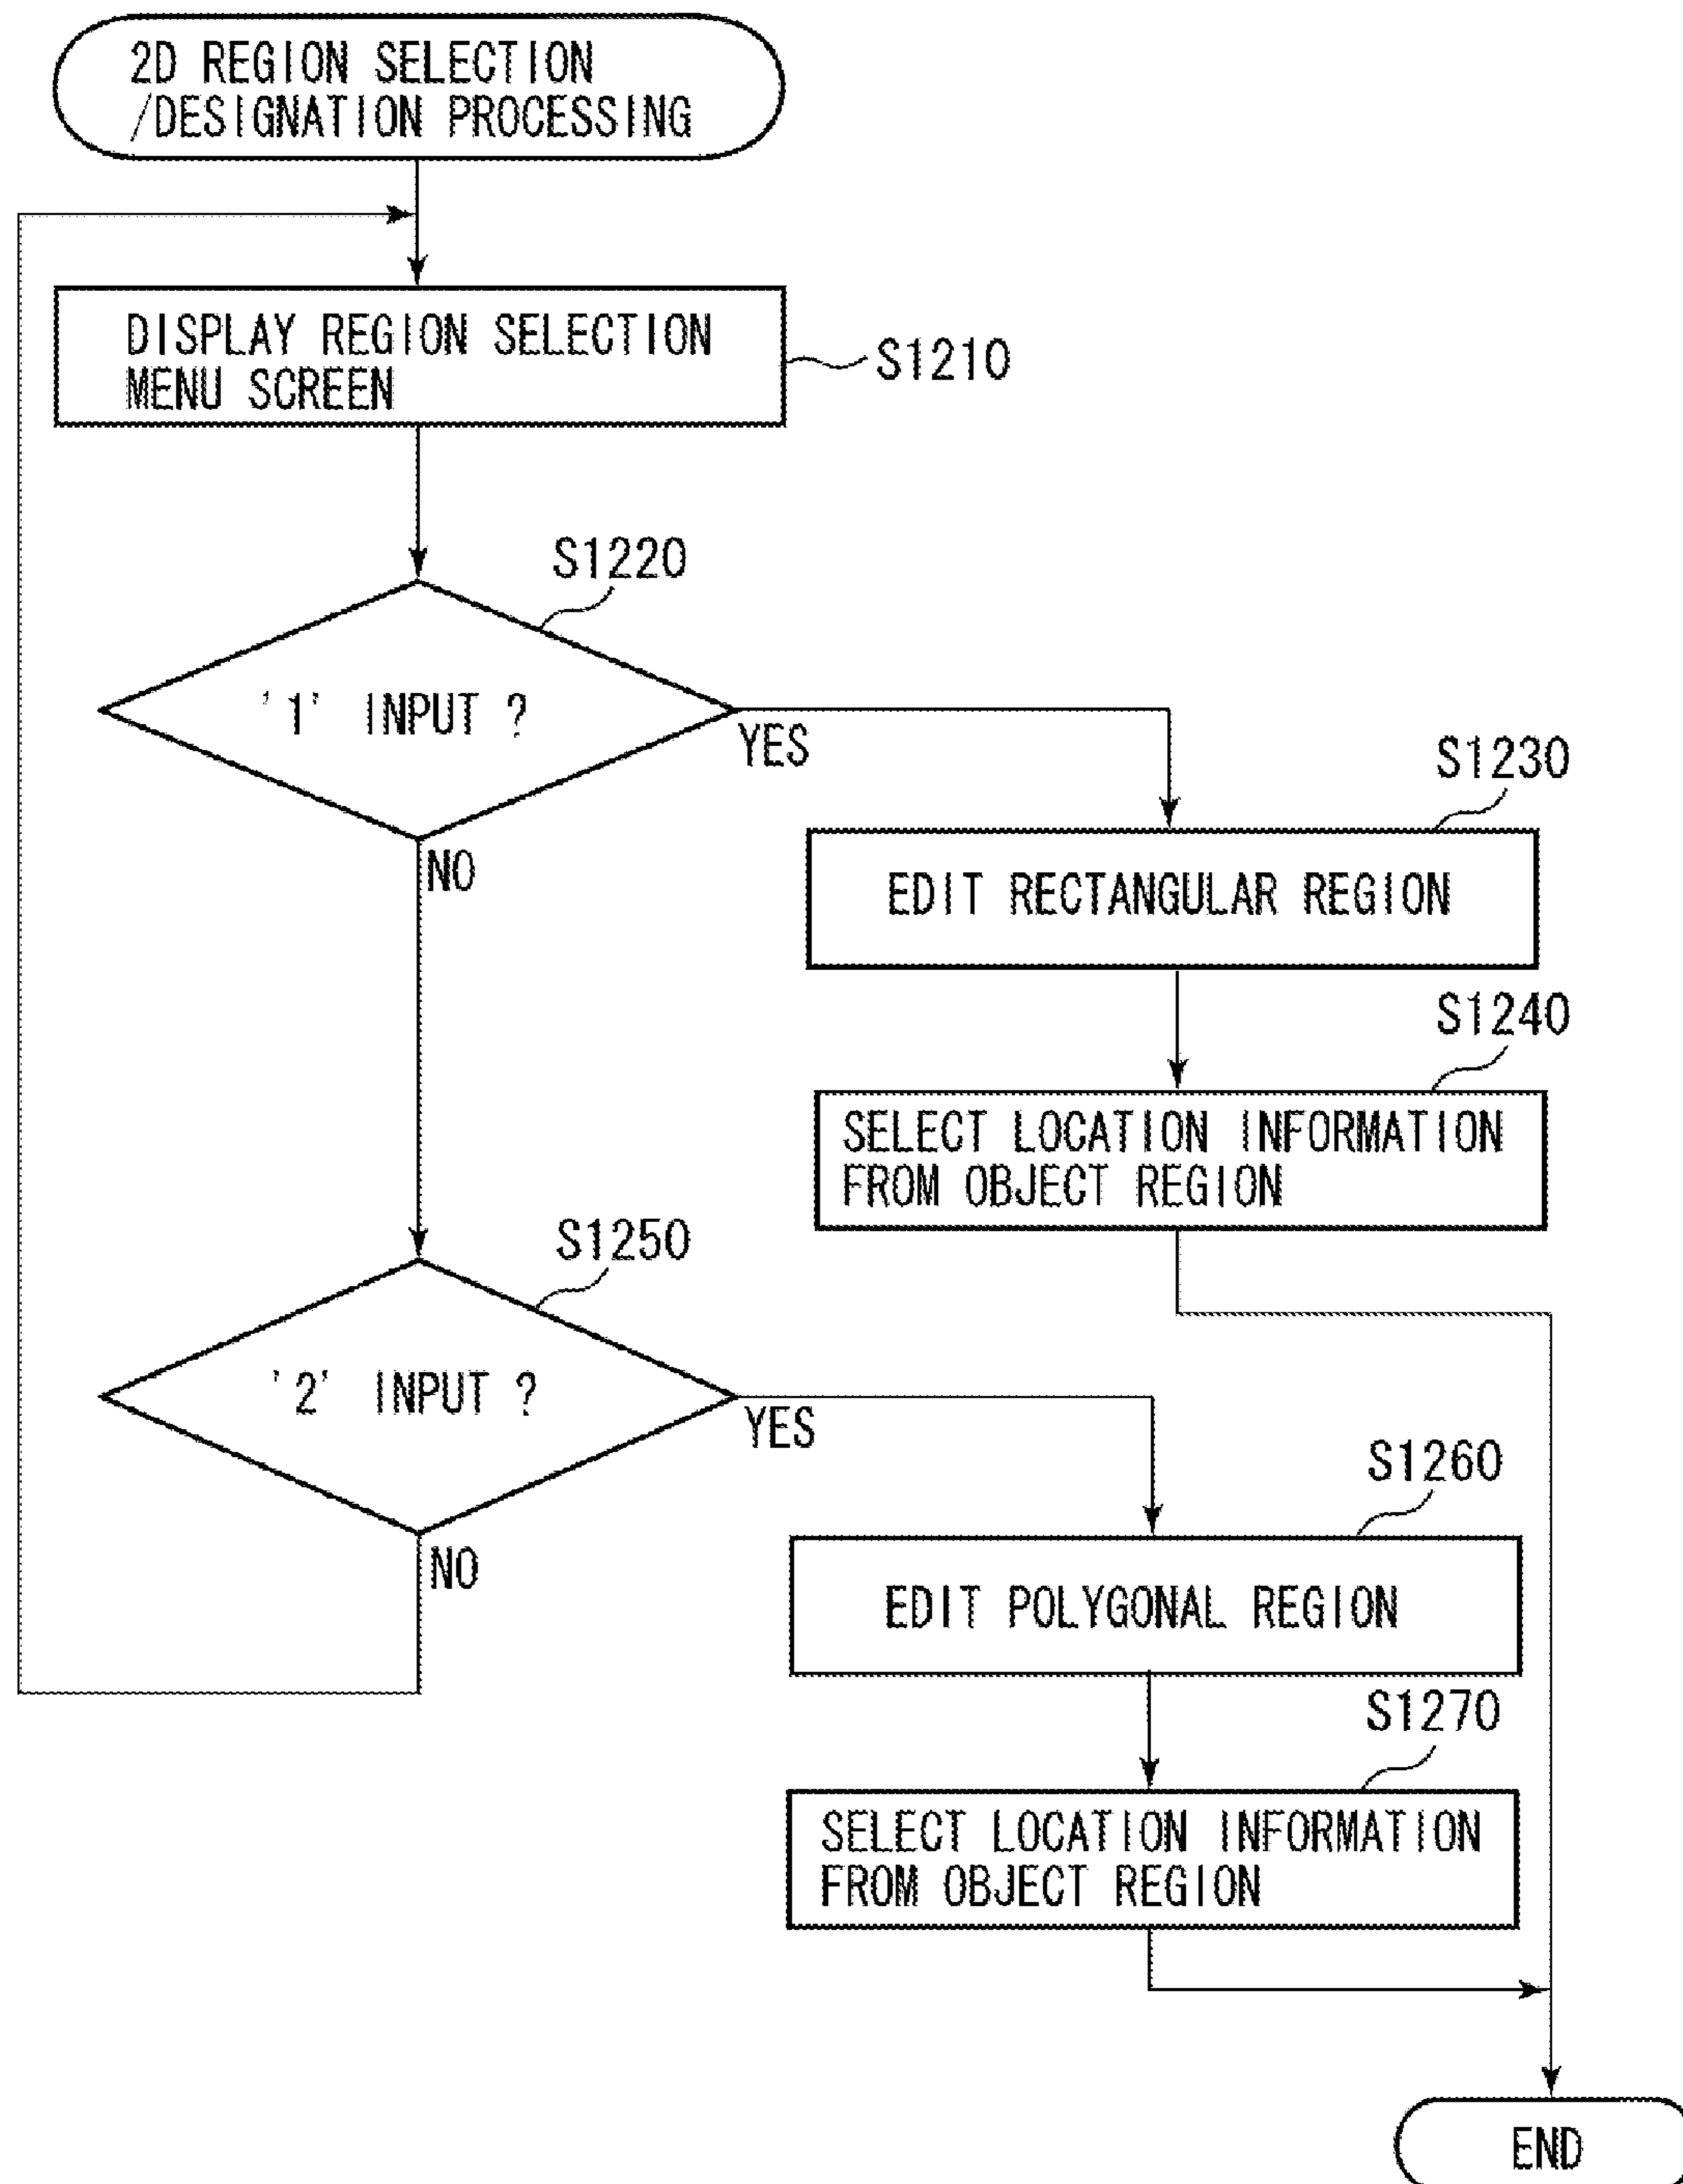 2D REGION SELECTION
/DESIGNATION PROCESSING
DISPLAY REGION SELECTION
MENU SCREEN
S1210
S1220
'1' INPUT ?
YES
NO
S1230
EDIT RECTANGULAR REGION
S1240
SELECT LOCATION INFORMATION
FROM OBJECT REGION
S1250
'2' INPUT ?
YES
NO
S1260
EDIT POLYGONAL REGION
S1270
SELECT LOCATION INFORMATION
FROM OBJECT REGION
END